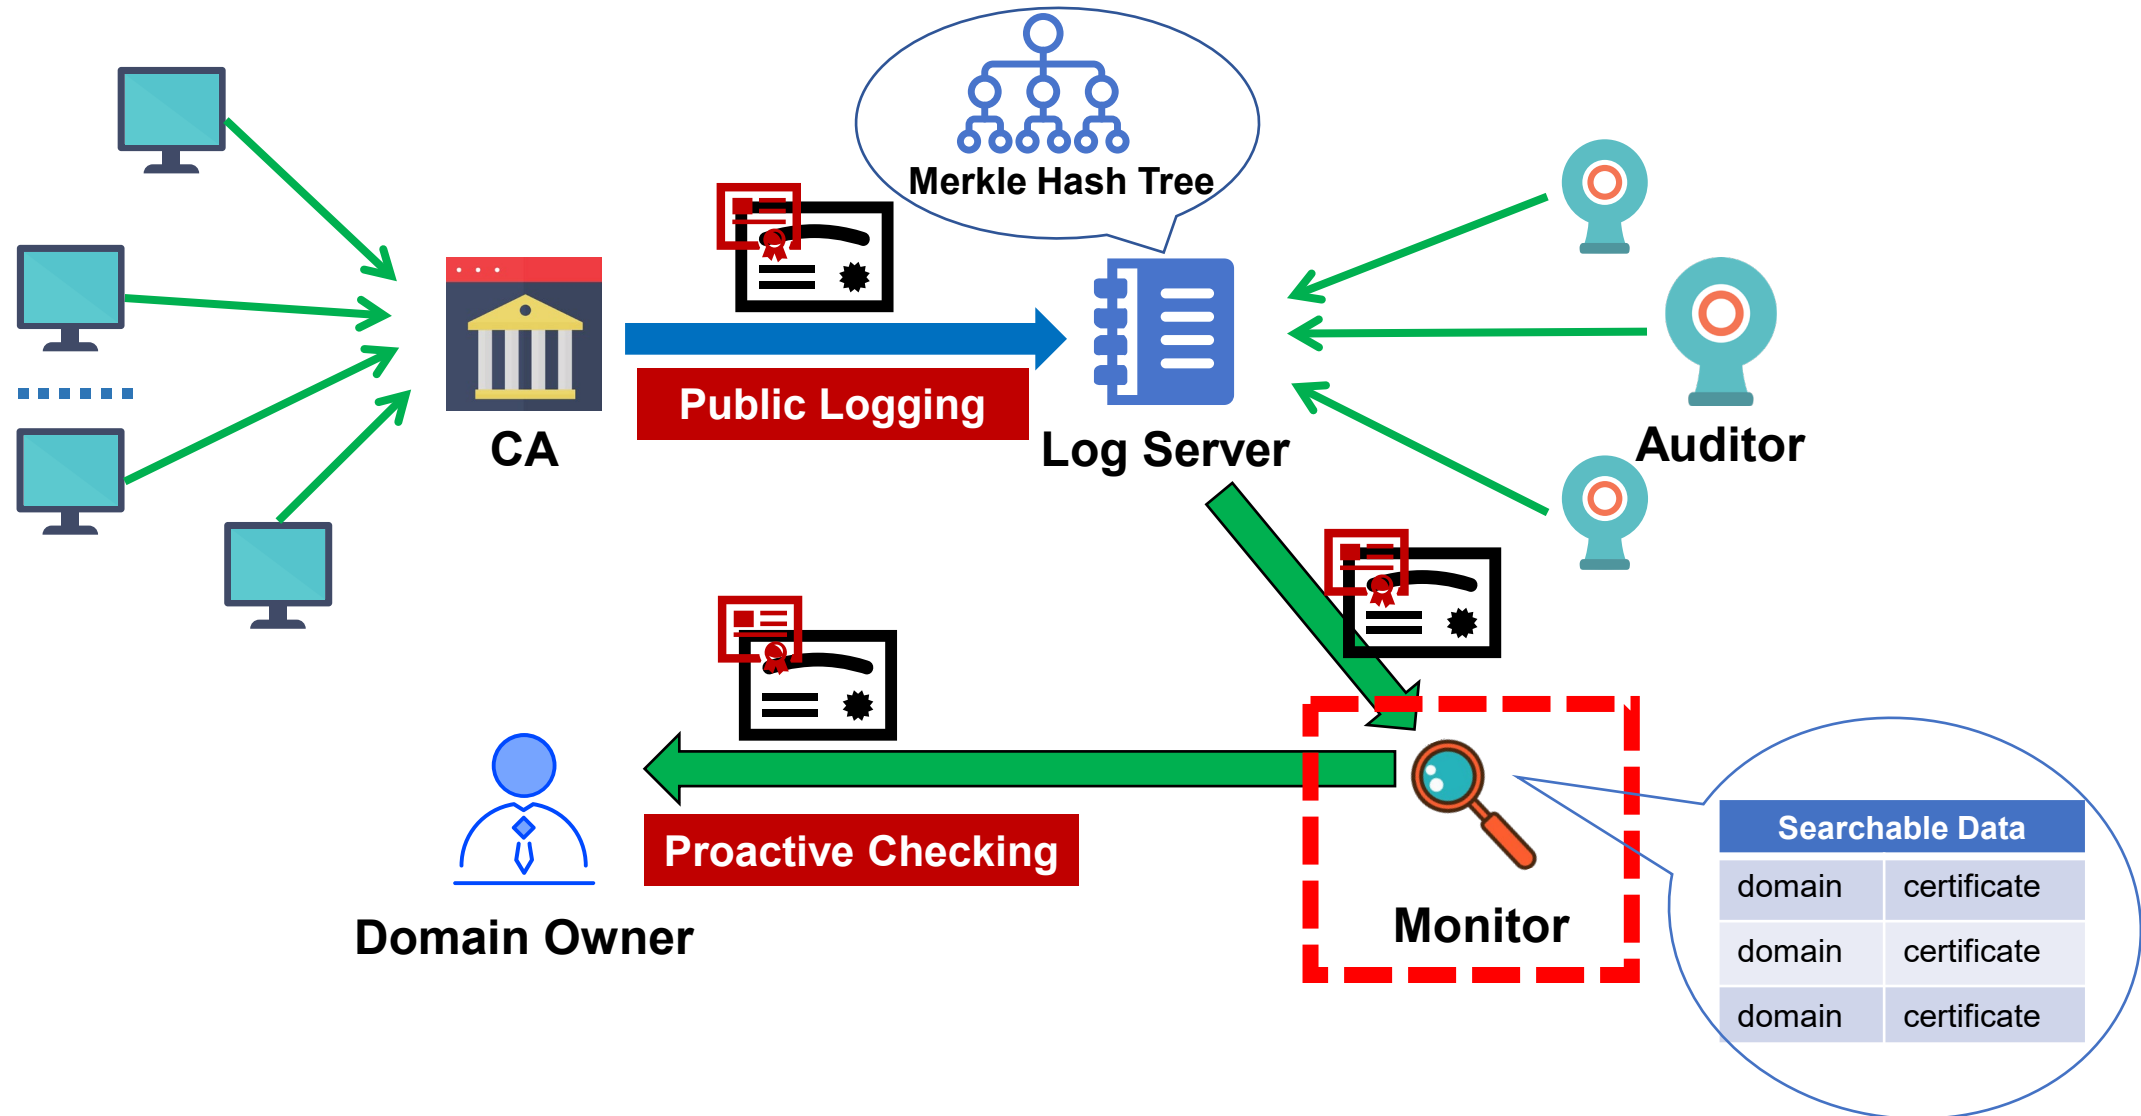 Merkle Hash Tree
Public Logging
CA
Log Server
Auditor
Proactive Checking
Domain Owner
Monitor
Searchable Data
domain certificate
domain certificate
domain certificate